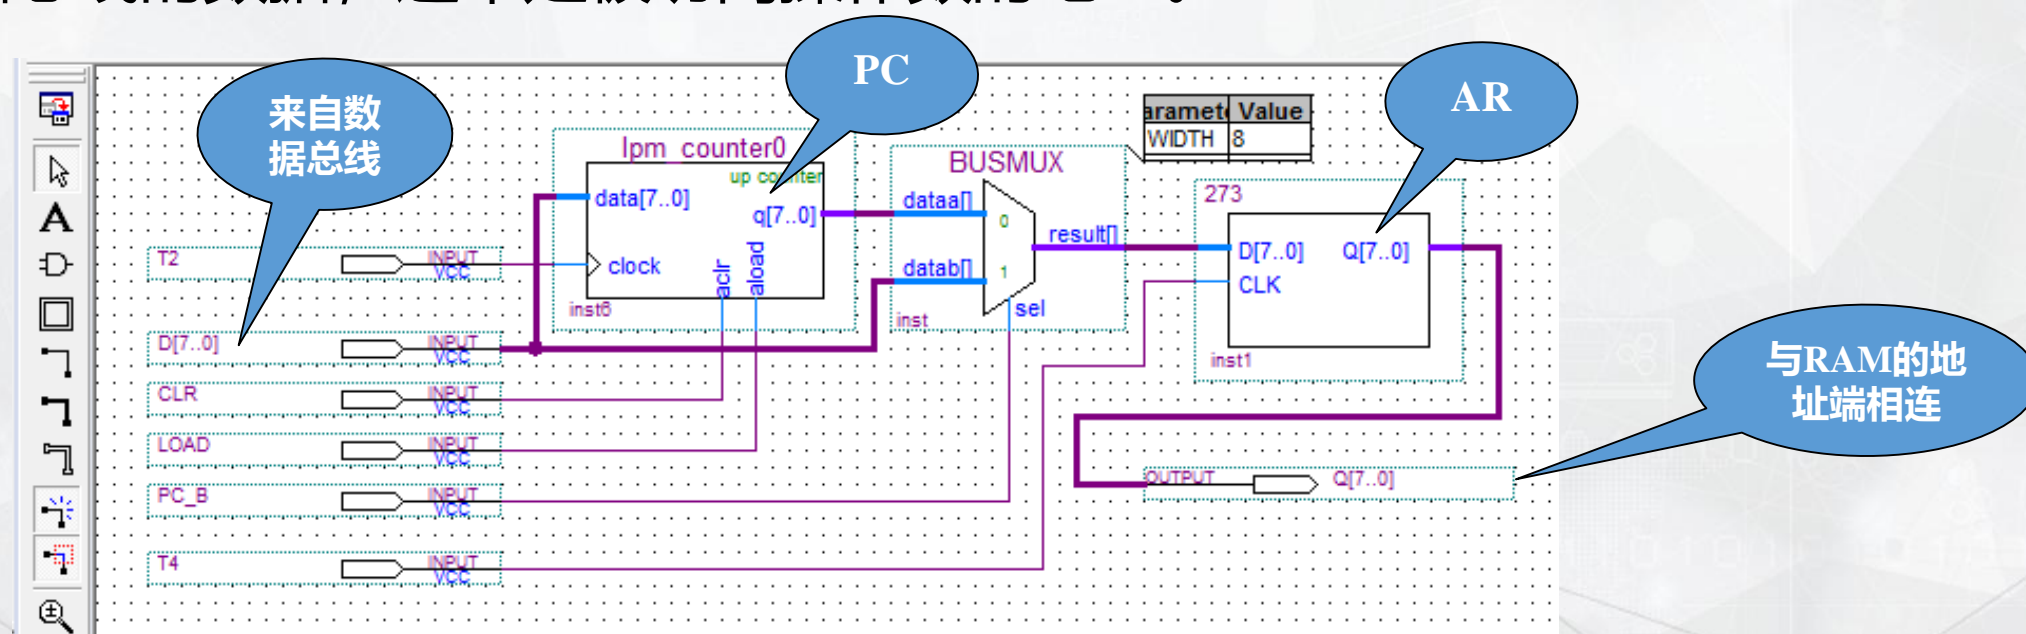 来自数
据总线
PC
AR
与RAM的地
址端相连
Parameter Value
WIDTH 8
lpm_counter0
up counter
data[7..0]
q[7..0]
clock
aclr
aload
inst6
BUSMUX
dataa[]
0
result[]
datab[]
1
sel
inst
273
D[7..0] Q[7..0]
CLK
inst1
T2 INPUT
VCC
D[7..0] INPUT
VCC
CLR INPUT
VCC
LOAD INPUT
VCC
PC_B INPUT
VCC
T4 INPUT
VCC
OUTPUT Q[7..0]
A